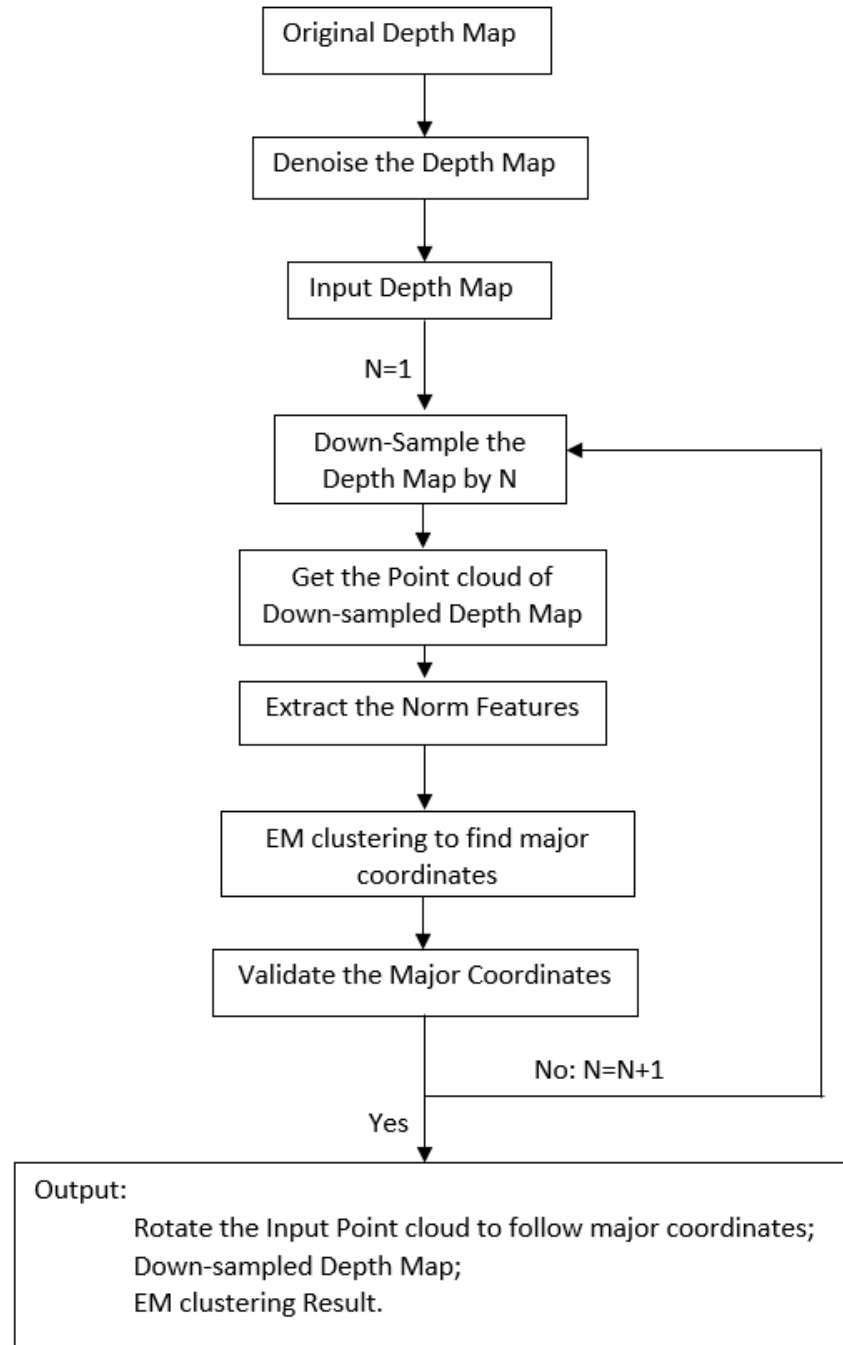 Original Depth Map
Denoise the Depth Map
Input Depth Map
N=1
Down-Sample the
Depth Map by N
Get the Point cloud of
Down-sampled Depth Map
Extract the Norm Features
EM clustering to find major
coordinates
Validate the Major Coordinates
No: N=N+1
Yes
Output:
Rotate the Input Point cloud to follow major coordinates;
Down-sampled Depth Map;
EM clustering Result.